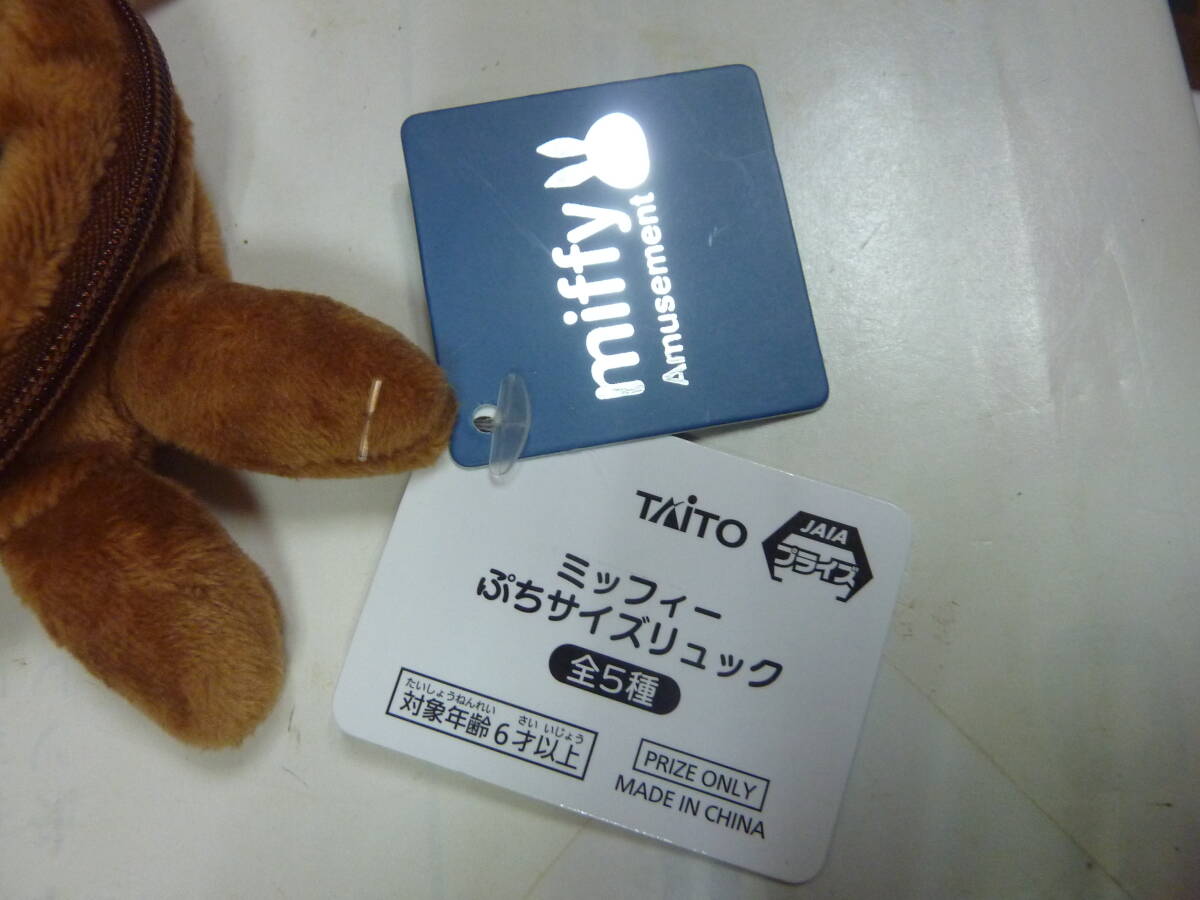 miffy
Amusement
TAITO
JAIA
プライズ
ミッフィー
ぷちサイズリュック
全5種
たいしょうねんれい さい いじょう
対象年齢6才以上
PRIZE ONLY
MADE IN CHINA